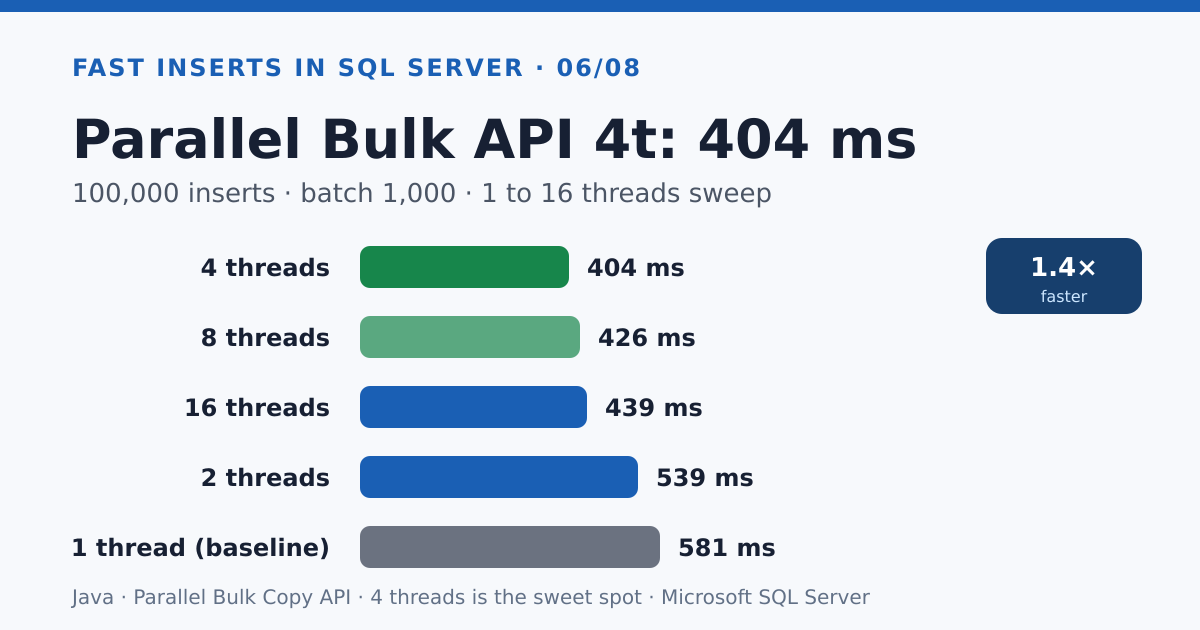 FAST INSERTS IN SQL SERVER · 06/08
Parallel Bulk API 4t: 404 ms
100,000 inserts · batch 1,000 · 1 to 16 threads sweep
4 threads 404 ms
1.4×
faster
8 threads 426 ms
16 threads 439 ms
2 threads 539 ms
1 thread (baseline) 581 ms
Java · Parallel Bulk Copy API · 4 threads is the sweet spot · Microsoft SQL Server